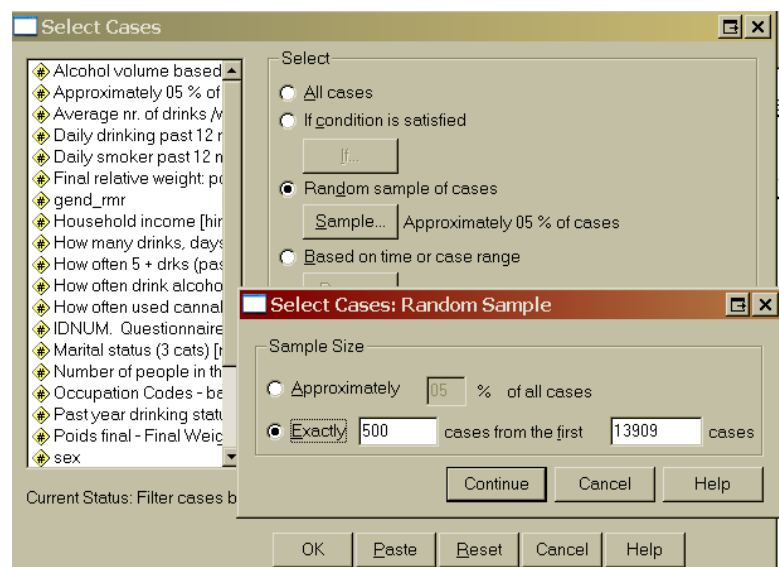 Select Cases
Alcohol volume based
Approximately 05 % of
Average nr. of drinks /
Daily drinking past 12
Daily smoker past 12
Final relative weight:
gend_rmr
Household income
How many drinks, days
How often 5 + drks
How often drink alcoho
How often used cannal
IDNUM. Questionnaire
Marital status (3 cats)
Number of people in th
Occupation Codes - ba
Past year drinking statu
Poids final - Final Weig
sex
Current Status: Filter cases b
Select
All cases
If condition is satisfied
If...
Random sample of cases
Sample... Approximately 05 % of cases
Based on time or case range
Select Cases: Random Sample
Sample Size
Approximately 05 % of all cases
Exactly 500 cases from the first 13909 cases
Continue Cancel Help
OK Paste Reset Cancel Help